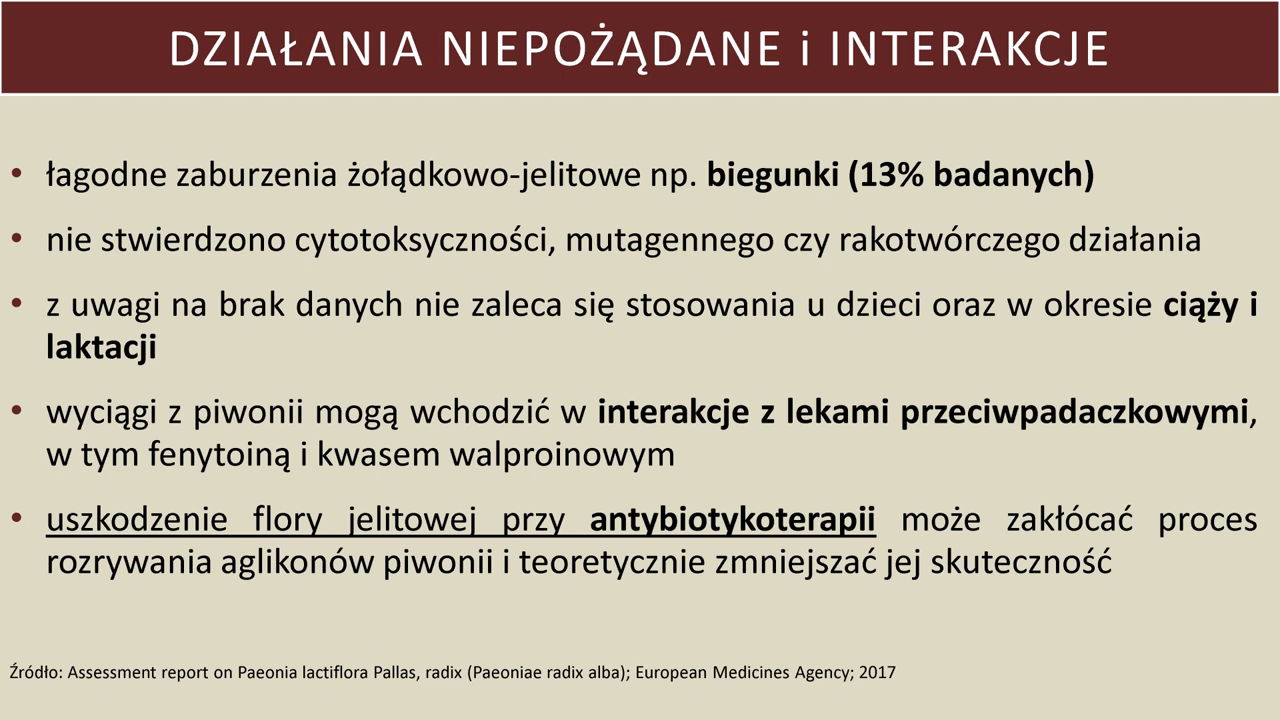 DZIAŁANIA NIEPOŻĄDANE i INTERAKCJE
• łagodne zaburzenia żołądkowo-jelitowe np. biegunki (13% badanych)
• nie stwierdzono cytotoksyczności, mutagennego czy rakotwórczego działania
• z uwagi na brak danych nie zaleca się stosowania u dzieci oraz w okresie ciąży i
laktacji
• wyciągi z piwonii mogą wchodzić w interakcje z lekami przeciwpadaczkowymi,
w tym fenytoiną i kwasem walproinowym
• uszkodzenie flory jelitowej przy antybiotykoterapii może zakłócać proces
rozrywania aglikonów piwonii i teoretycznie zmniejszać jej skuteczność
Źródło: Assessment report on Paeonia lactiflora Pallas, radix (Paeoniae radix alba); European Medicines Agency; 2017